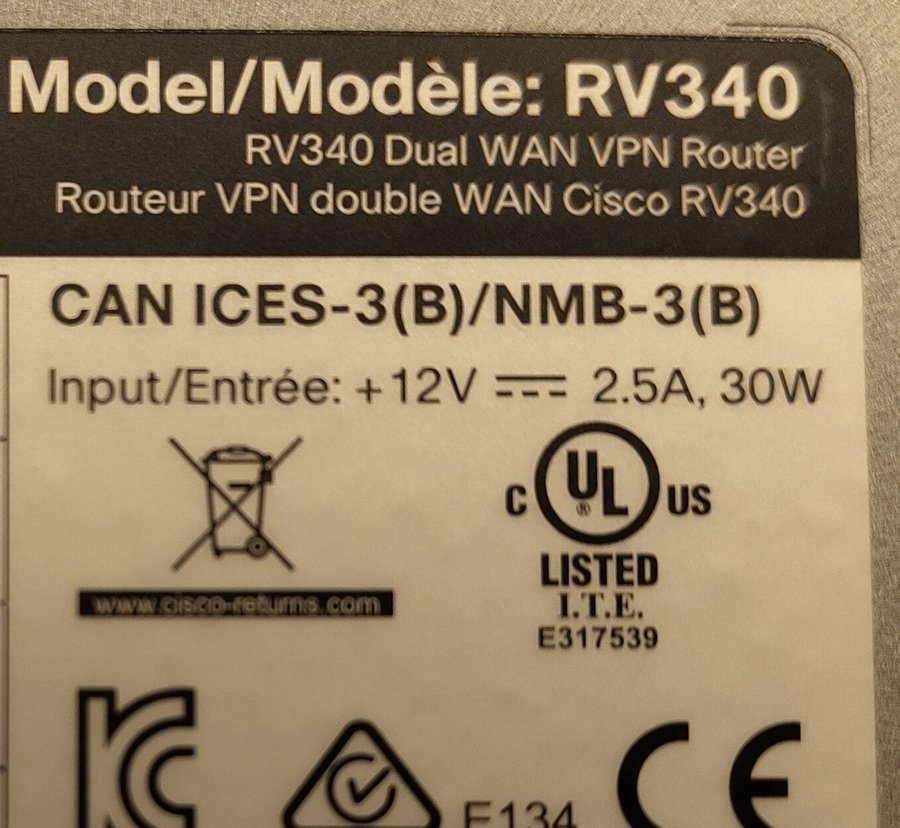 Model/Modèle: RV340
RV340 Dual WAN VPN Router
Routeur VPN double WAN Cisco RV340
CAN ICES-3(B)/NMB-3(B)
Input/Entrée: +12V ⎓ 2.5A, 30W
C UL® US
LISTED
I.T.E.
E317539
www.cisco-returns.com
E134
CE